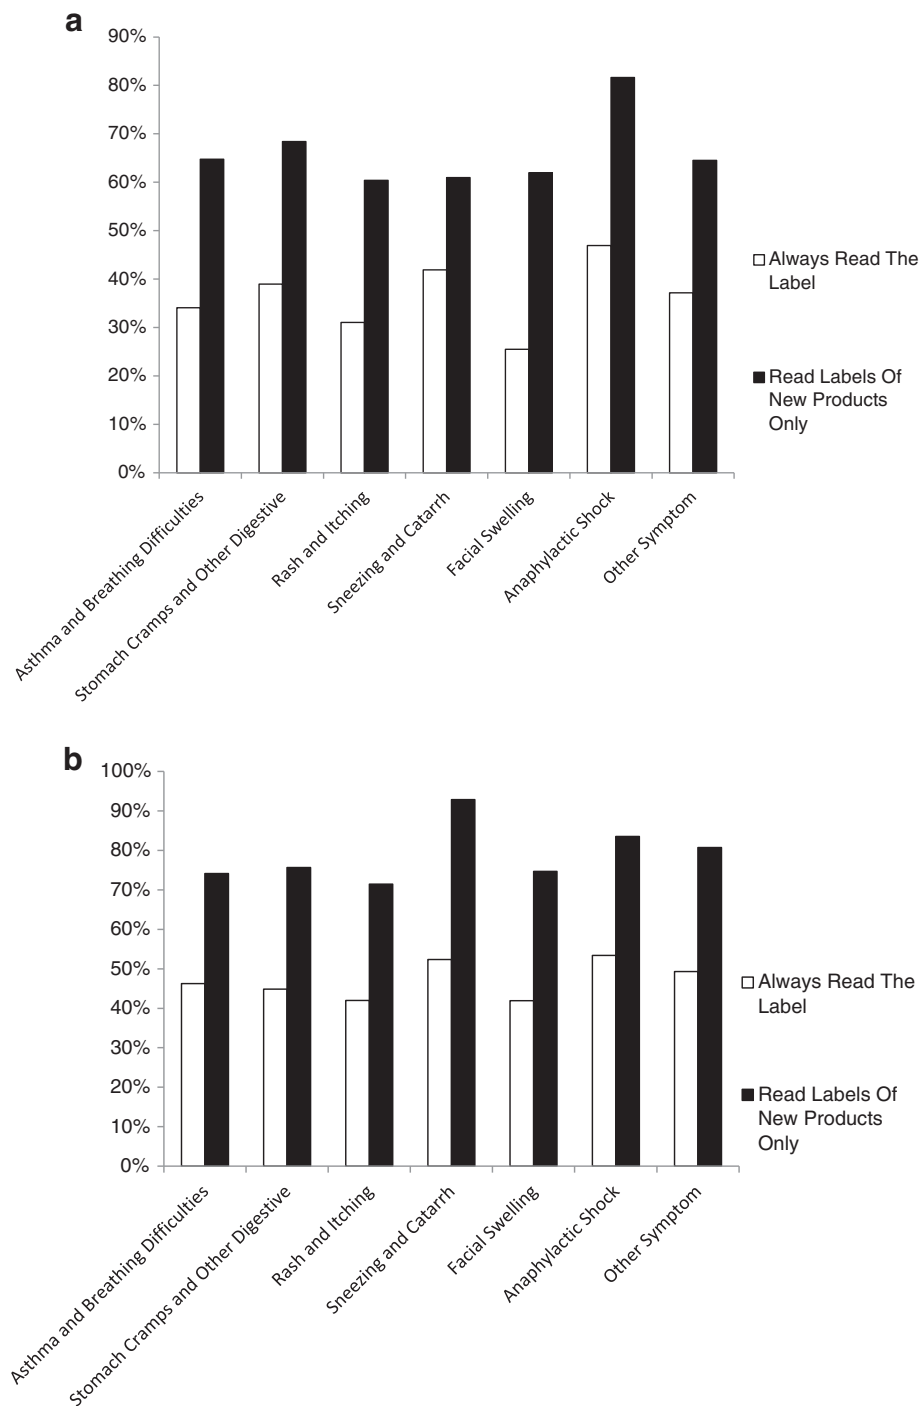 a
90%
80%
70%
60%
50%
40%
30%
20%
10%
0%
Always Read The
Label
Read Labels Of
New Products
Only
Asthma and Breathing Difficulties
Stomach Cramps and Other Digestive
Rash and Itching
Sneezing and Catarrh
Facial Swelling
Anaphylactic Shock
Other Symptom
b
100%
90%
80%
70%
60%
50%
40%
30%
20%
10%
0%
Always Read The
Label
Read Labels Of
New Products
Only
Asthma and Breathing Difficulties
Stomach Cramps and Other Digestive
Rash and Itching
Sneezing and Catarrh
Facial Swelling
Anaphylactic Shock
Other Symptom